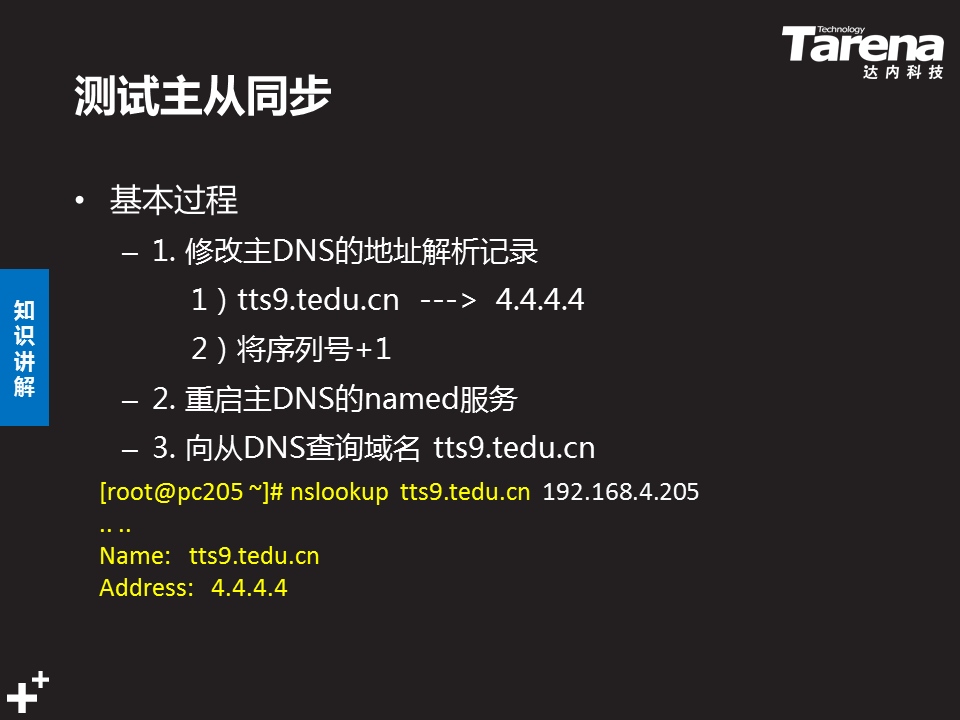 Technology
Tarena
达内科技
测试主从同步
• 基本过程
– 1. 修改主DNS的地址解析记录
1）tts9.tedu.cn ---> 4.4.4.4
2）将序列号+1
– 2. 重启主DNS的named服务
– 3. 向从DNS查询域名 tts9.tedu.cn
[root@pc205 ~]# nslookup tts9.tedu.cn 192.168.4.205
.. ..
Name: tts9.tedu.cn
Address: 4.4.4.4
知识讲解